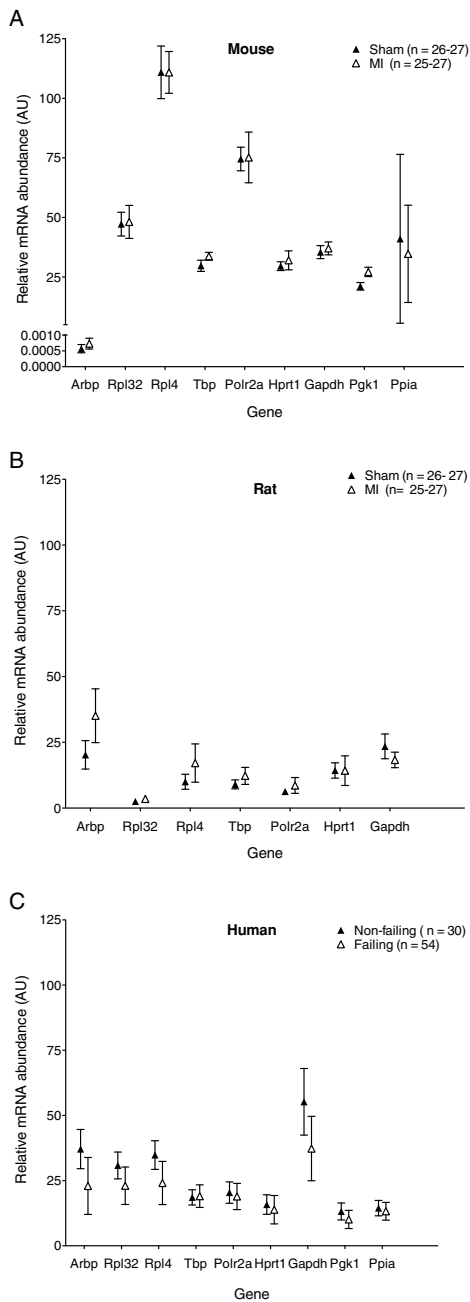 A
Mouse
Sham (n = 26-27)
MI (n = 25-27)
Relative mRNA abundance (AU)
125
100
75
50
25
0.0010
0.0005
0.0000
Arbp Rpl32 Rpl4 Tbp Polr2a Hprt1 Gapdh Pgk1 Ppia
Gene
B
Rat
Sham (n = 26- 27)
MI (n= 25-27)
Relative mRNA abundance (AU)
125
100
75
50
25
0
Arbp Rpl32 Rpl4 Tbp Polr2a Hprt1 Gapdh
Gene
C
Human
Non-failing ( n = 30)
Failing (n = 54)
Relative mRNA abundance (AU)
125
100
75
50
25
0
Arbp Rpl32 Rpl4 Tbp Polr2a Hprt1 Gapdh Pgk1 Ppia
Gene